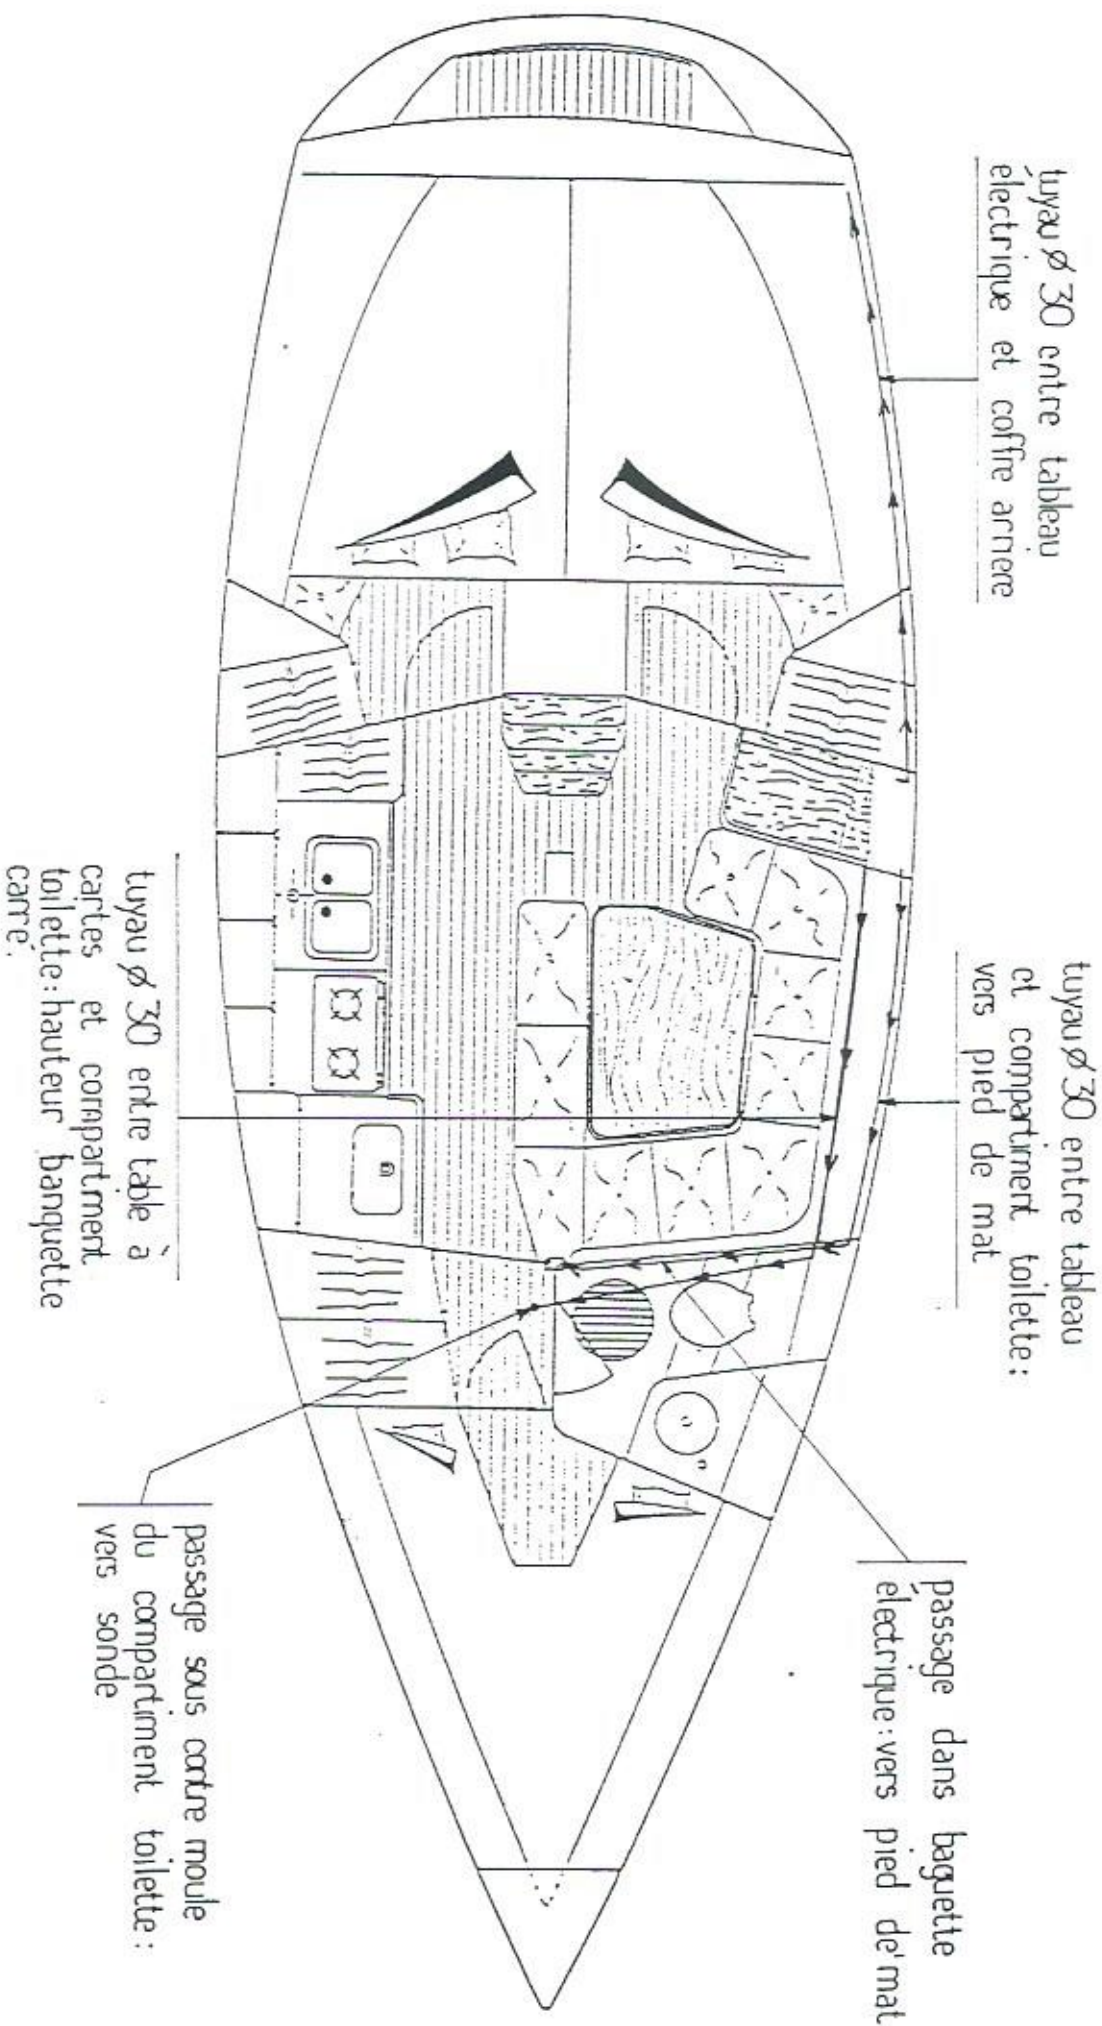 tuyau ø 30 entre tableau
électrique et coffre arriere
tuyau ø 30 entre tableau
et compartiment toilette :
vers pied de mat
passage dans baguette
électrique : vers pied de mat
tuyau ø 30 entre table à
cartes et compartiment
toilette : hauteur banquette
carré.
passage sous contre moule
du compartiment toilette :
vers sonde